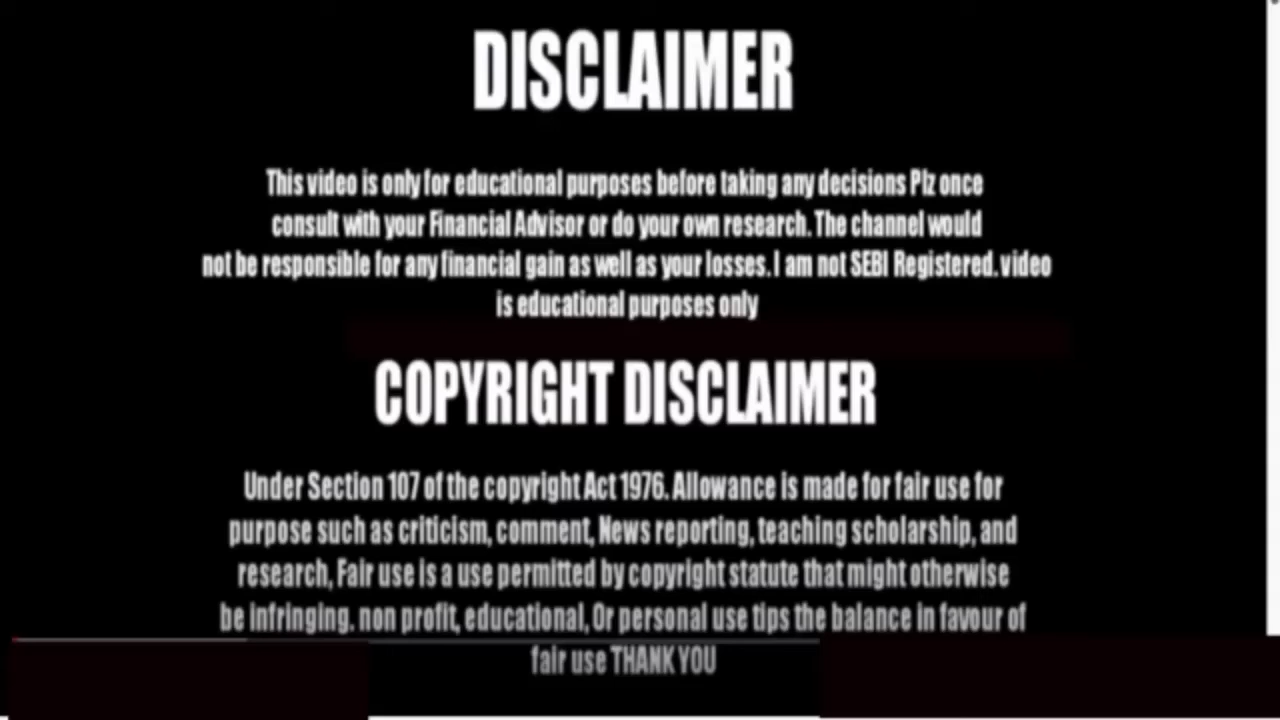 DISCLAIMER
This video is only for educational purposes before taking any decisions Plz once
consult with your Financial Advisor or do your own research. The channel would
not be responsible for any financial gain as well as your losses. I am not SEBI Registered.video
is educational purposes only
COPYRIGHT DISCLAIMER
Under Section 107 of the copyright Act 1976. Allowance is made for fair use for
purpose such as criticism, comment, News reporting, teaching scholarship, and
research, Fair use is a use permitted by copyright statute that might otherwise
be infringing. non profit, educational, Or personal use tips the balance in favour of
fair use THANK YOU